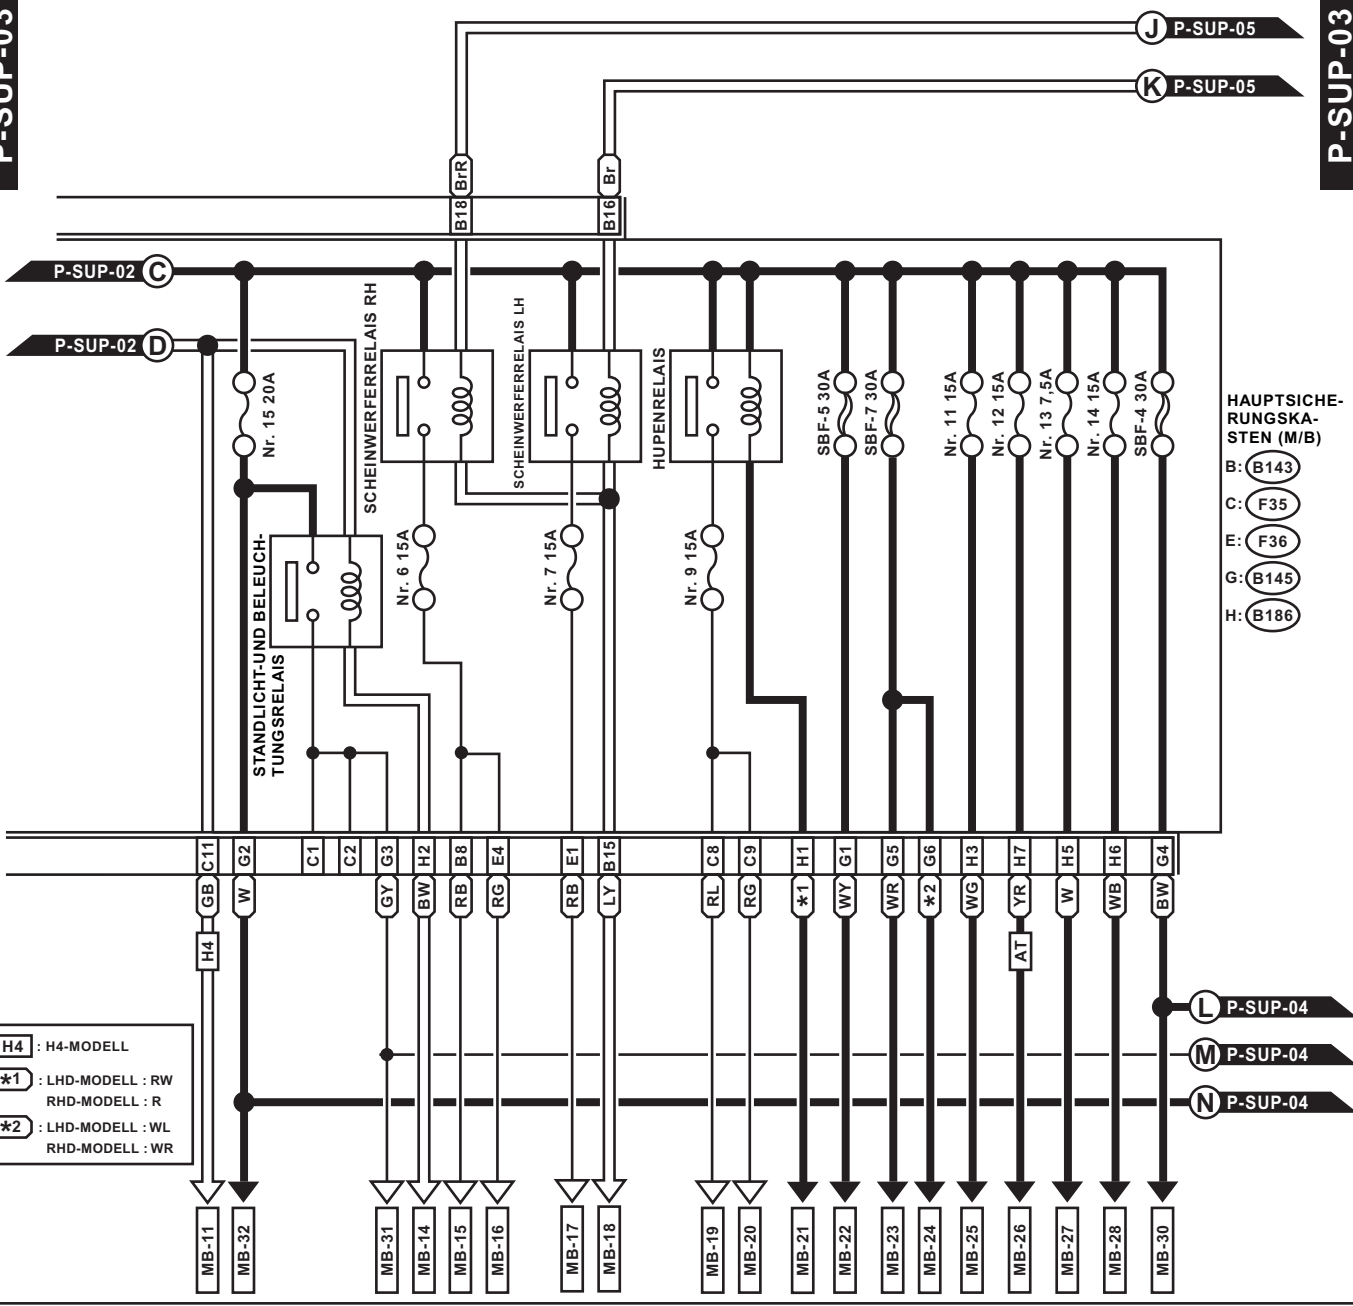 P-SUP-03
P-SUP-03
J P-SUP-05
K P-SUP-05
BrR
Br
B18
B16
P-SUP-02 C
P-SUP-02 D
Nr. 15 20A
SCHEINWERFERRELAIS RH
SCHEINWERFERRELAIS LH
HUPENRELAIS
SBF-5 30A
SBF-7 30A
Nr. 11 15A
Nr. 12 15A
Nr. 13 7,5A
Nr. 14 15A
SBF-4 30A
HAUPTSICHE-
RUNGSKA-
STEN (M/B)
B: B143
C: F35
E: F36
G: B145
H: B186
STANDLICHT-UND BELEUCH-
TUNGSRELAIS
Nr. 6 15A
Nr. 7 15A
Nr. 9 15A
C11 G2 C1 C2 G3 H2 B8 E4 E1 B15 C8 C9 H1 G1 G5 G6 H3 H7 H5 H6 G4
GB W GY BW RB RG RB LY RL RG *1 WY WR *2 WG YR W WB BW
H4
AT
L P-SUP-04
M P-SUP-04
N P-SUP-04
H4 : H4-MODELL
*1 : LHD-MODELL : RW
RHD-MODELL : R
*2 : LHD-MODELL : WL
RHD-MODELL : WR
MB-11 MB-32 MB-31 MB-14 MB-15 MB-16 MB-17 MB-18 MB-19 MB-20 MB-21 MB-22 MB-23 MB-24 MB-25 MB-26 MB-27 MB-28 MB-30